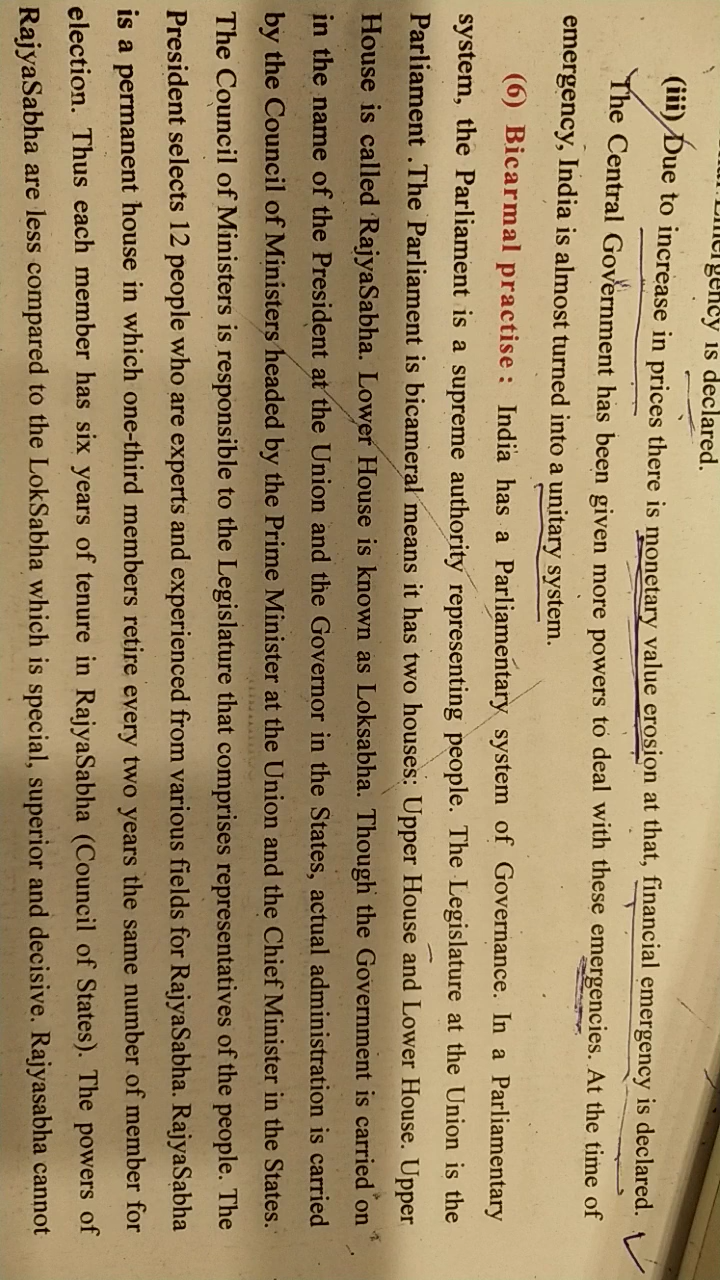 Emergency is declared.
(iii) Due to increase in prices there is monetary value erosion at that, financial emergency is declared.
The Central Government has been given more powers to deal with these emergencies. At the time of
emergency, India is almost turned into a unitary system.
(6) Bicarmal practise : India has a Parliamentary system of Governance. In a Parliamentary
system, the Parliament is a supreme authority representing people. The Legislature at the Union is the
Parliament .The Parliament is bicameral means it has two houses: Upper House and Lower House. Upper
House is called RajyaSabha. Lower House is known as Loksabha. Though the Government is carried on
in the name of the President at the Union and the Governor in the States, actual administration is carried
by the Council of Ministers headed by the Prime Minister at the Union and the Chief Minister in the States.
The Council of Ministers is responsible to the Legislature that comprises representatives of the people. The
President selects 12 people who are experts and experienced from various fields for RajyaSabha. RajyaSabha
is a permanent house in which one-third members retire every two years the same number of member for
election. Thus each member has six years of tenure in RajyaSabha (Council of States). The powers of
RajyaSabha are less compared to the LokSabha which is special, superior and decisive. Rajyasabha cannot